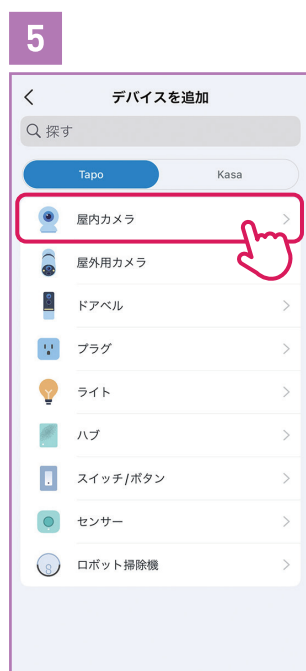 5
デバイスを追加
探す
Tapo
Kasa
屋内カメラ
屋外用カメラ
ドアベル
プラグ
ライト
ハブ
スイッチ/ボタン
センサー
ロボット掃除機